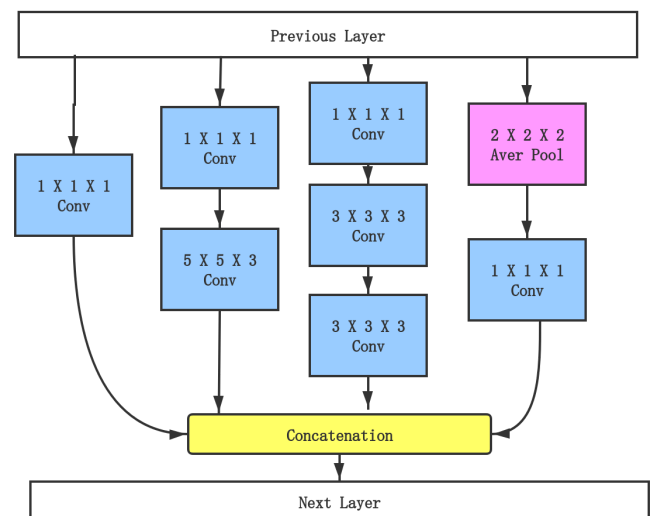 Previous Layer
1 X 1 X 1
Conv
1 X 1 X 1
Conv
5 X 5 X 3
Conv
1 X 1 X 1
Conv
3 X 3 X 3
Conv
3 X 3 X 3
Conv
2 X 2 X 2
Aver Pool
1 X 1 X 1
Conv
Concatenation
Next Layer